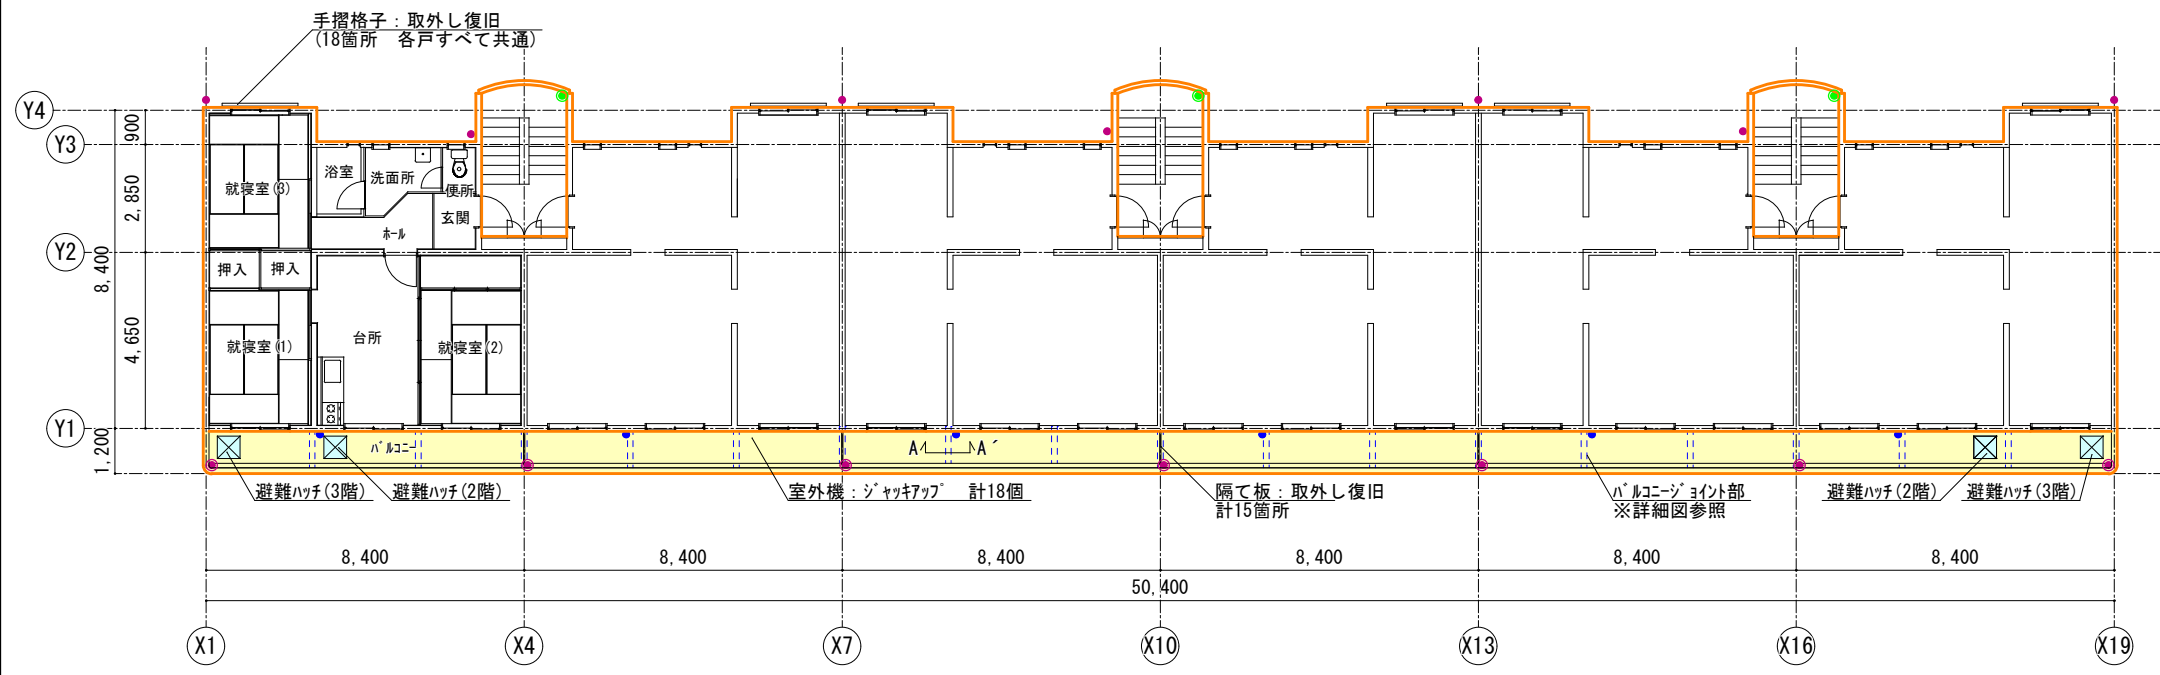 手摺格子：取外し復旧
(18箇所　各戸すべて共通)
Y4
Y3
Y2
Y1
900
2,850
8,400
4,650
1,200
就寝室(3)
浴室
洗面所
便所
玄関
ホール
押入
押入
就寝室(1)
台所
就寝室(2)
バルコニー
A
A´
避難ハッチ(3階)
避難ハッチ(2階)
室外機：ジャッキアップ　計18個
隔て板：取外し復旧
計15箇所
バルコニージョイント部
※詳細図参照
避難ハッチ(2階)
避難ハッチ(3階)
8,400
8,400
8,400
8,400
8,400
8,400
50,400
X1
X4
X7
X10
X13
X16
X19